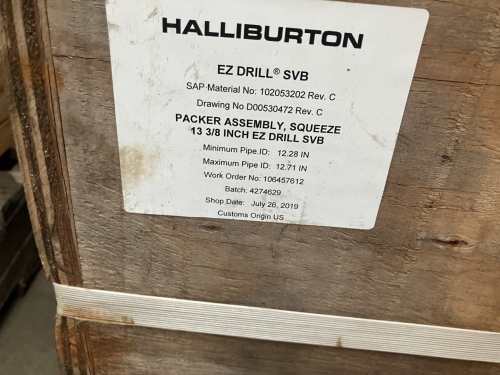 HALLIBURTON
EZ DRILL® SVB
SAP Material No: 102053202 Rev. C
Drawing No D00530472 Rev. C
PACKER ASSEMBLY, SQUEEZE
13 3/8 INCH EZ DRILL SVB
Minimum Pipe.ID: 12.28 IN
Maximum Pipe ID: 12.71 IN
Work Order No: 106457612
Batch: 4274629
Shop Date: July 26, 2019
Customs Origin US